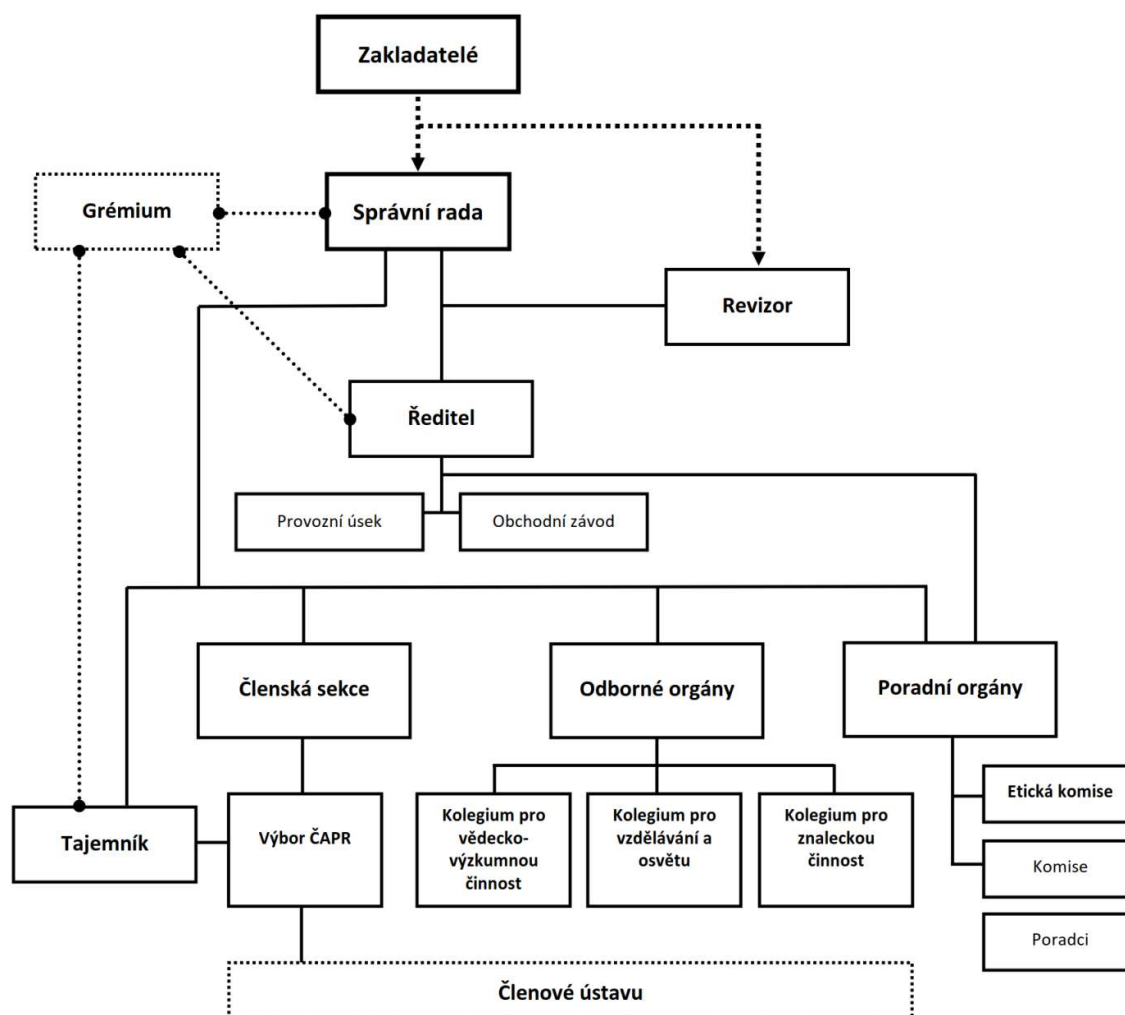 Zakladatelé
Grémium
Správní rada
Revizor
Ředitel
Provozní úsek
Obchodní závod
Členská sekce
Odborné orgány
Poradní orgány
Etická komise
Komise
Poradci
Tajemník
Výbor ČAPR
Kolegium pro
vědecko-
výzkumnou
činnost
Kolegium pro
vzdělávání a
osvětu
Kolegium pro
znaleckou
činnost
Členové ústavu